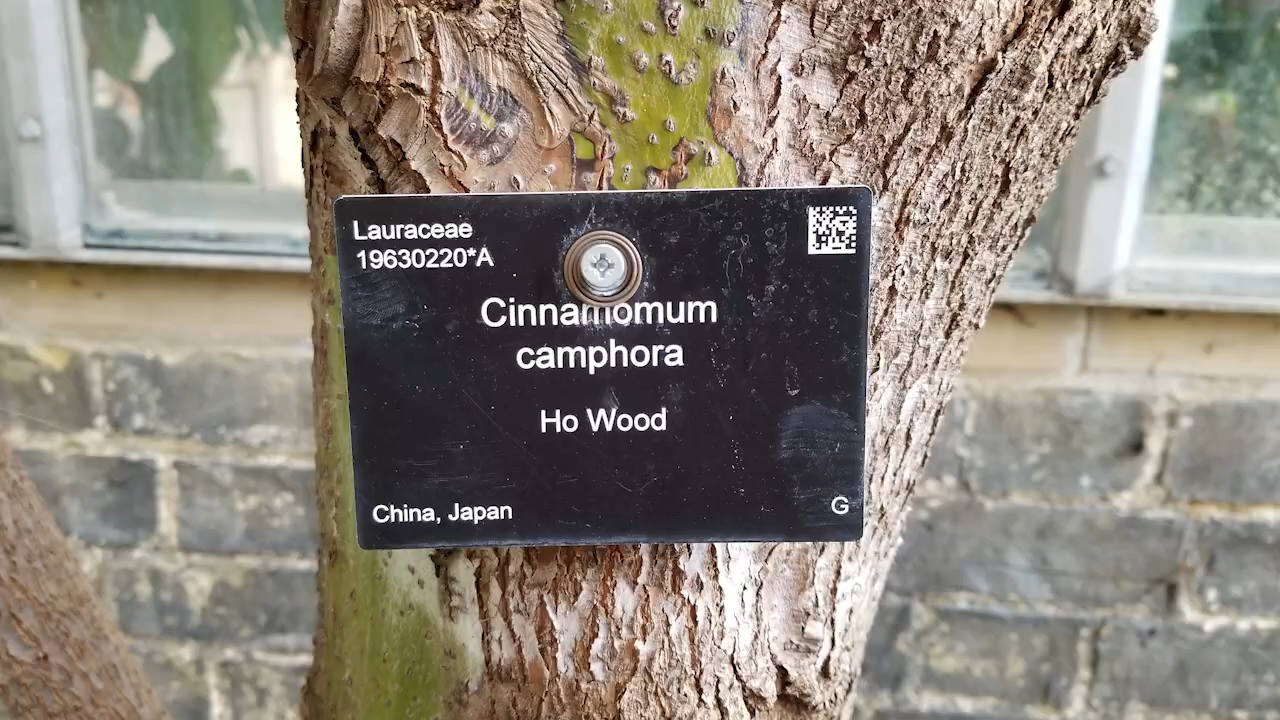 Lauraceae
19630220*A
Cinnamomum
camphora
Ho Wood
China, Japan
G